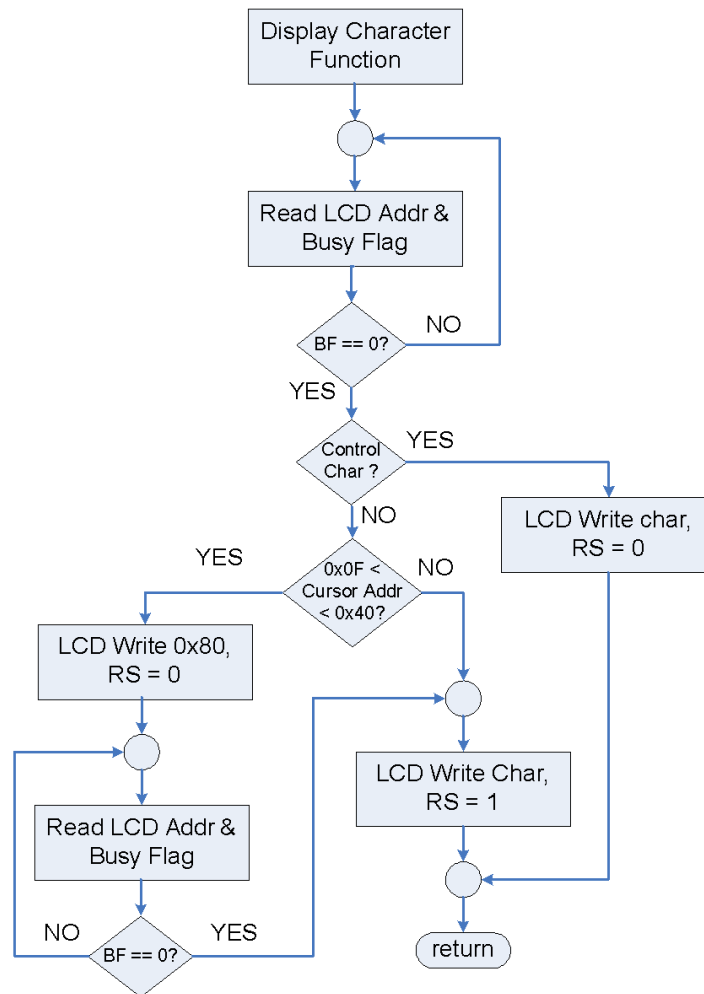 Display Character
Function
Read LCD Addr &
Busy Flag
NO
BF == 0?
YES
Control
Char ?
YES
NO
LCD Write char,
RS = 0
YES
0x0F <
Cursor Addr
< 0x40?
NO
LCD Write 0x80,
RS = 0
LCD Write Char,
RS = 1
Read LCD Addr &
Busy Flag
NO
BF == 0?
YES
return